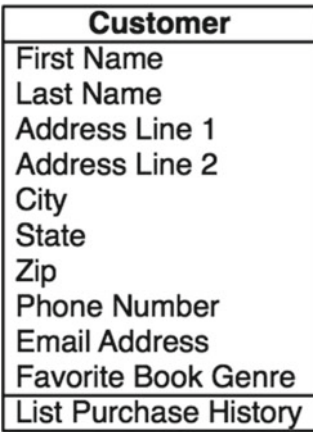 Customer
First Name
Last Name
Address Line 1
Address Line 2
City
State
Zip
Phone Number
Email Address
Favorite Book Genre
List Purchase History